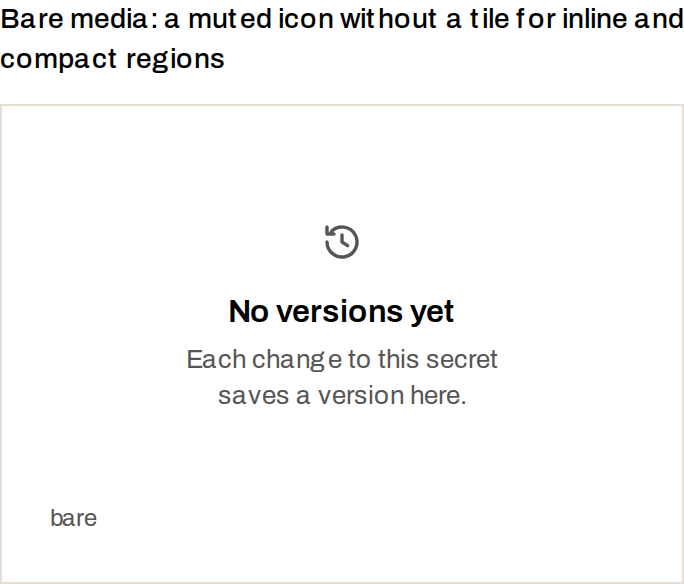 Bare media: a muted icon without a tile for inline and
compact regions
No versions yet
Each change to this secret
saves a version here.
bare